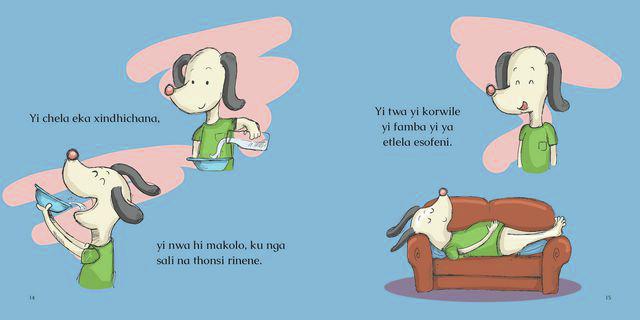 Yi chela eka xindhichana,
yi nwa hi makolo, ku nga
sali na thonsi rinene.
14
Yi twa yi korwile
yi famba yi ya
etlela esofeni.
15